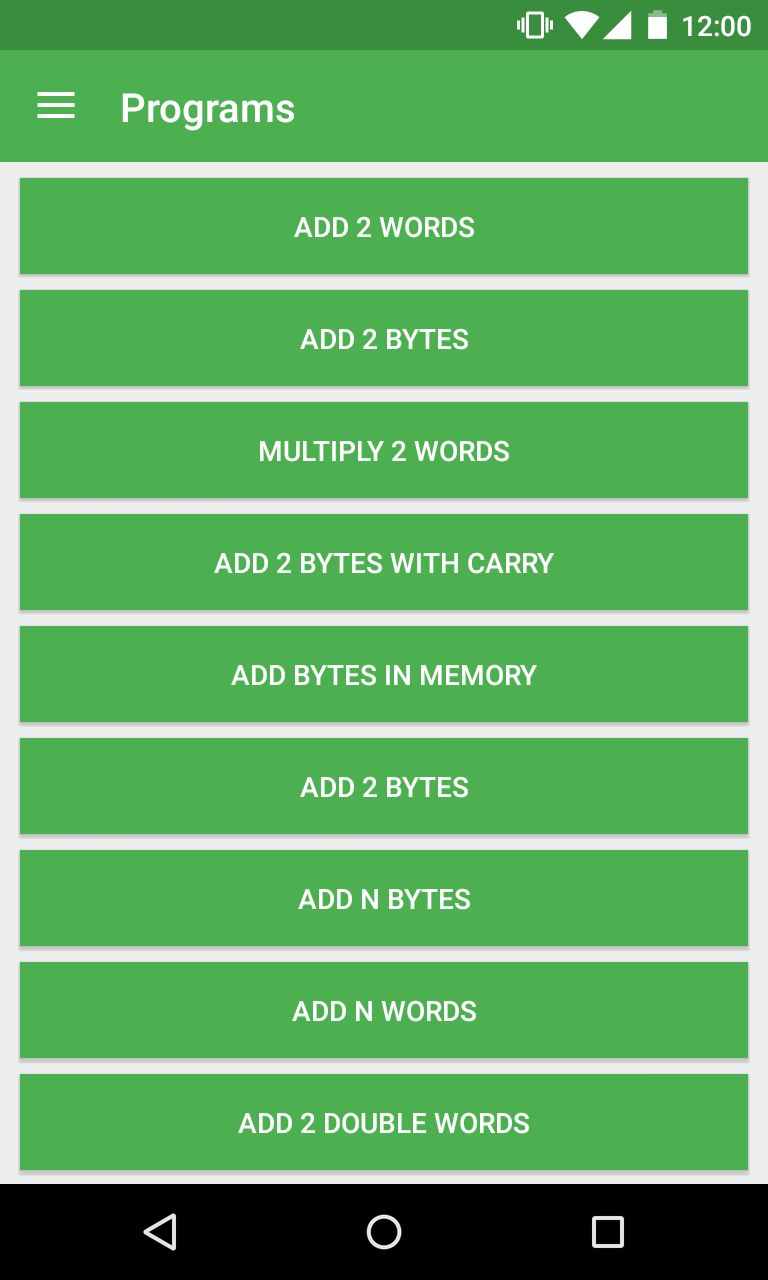 12:00
Programs
ADD 2 WORDS
ADD 2 BYTES
MULTIPLY 2 WORDS
ADD 2 BYTES WITH CARRY
ADD BYTES IN MEMORY
ADD 2 BYTES
ADD N BYTES
ADD N WORDS
ADD 2 DOUBLE WORDS